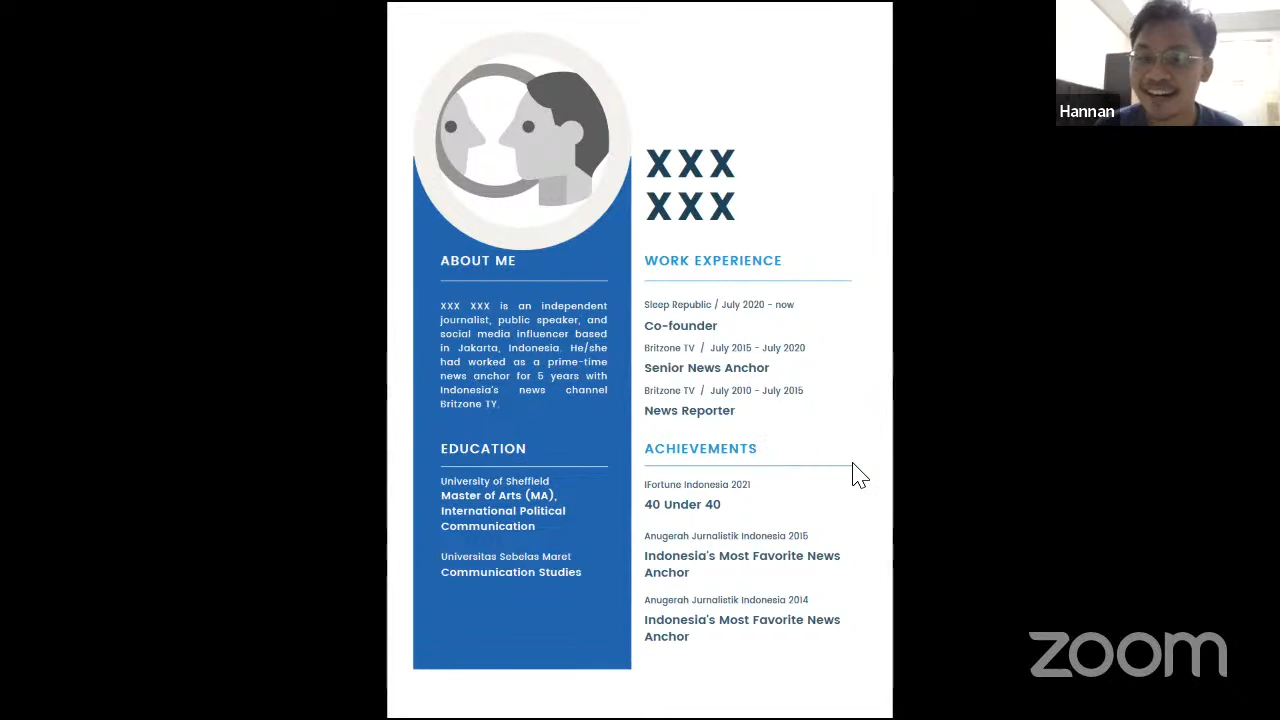 Hannan
XXX
XXX
ABOUT ME
XXX XXX is an independent
journalist, public speaker, and
social media influencer based
in Jakarta, Indonesia. He/she
had worked as a prime-time
news anchor for 5 years with
Indonesia's news channel
Britzone TY.
EDUCATION
University of Sheffield
Master of Arts (MA),
International Political
Communication
Universitas Sebelas Maret
Communication Studies
WORK EXPERIENCE
Sleep Republic / July 2020 - now
Co-founder
Britzone TV / July 2015 - July 2020
Senior News Anchor
Britzone TV / July 2010 - July 2015
News Reporter
ACHIEVEMENTS
IFortune Indonesia 2021
40 Under 40
Anugerah Jurnalistik Indonesia 2015
Indonesia's Most Favorite News
Anchor
Anugerah Jurnalistik Indonesia 2014
Indonesia's Most Favorite News
Anchor
zoom